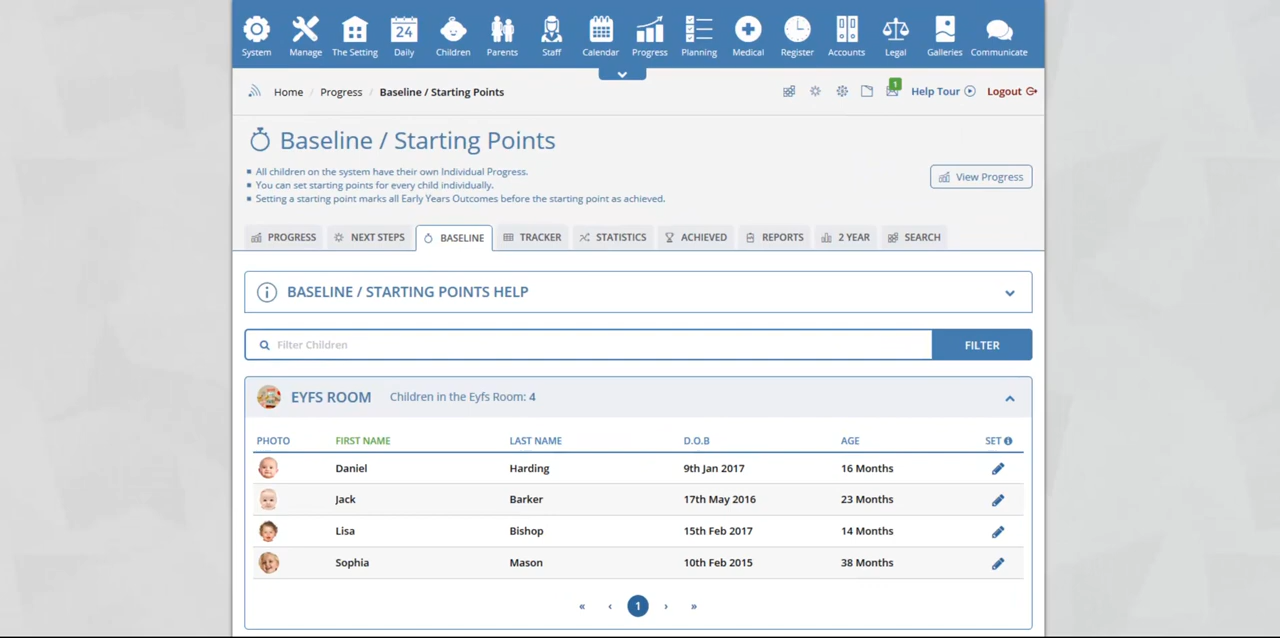 24
System Manage The Setting Daily Children Parents Staff Calendar Progress Planning Medical Register Accounts Legal Galleries Communicate
Home / Progress / Baseline / Starting Points 1 Help Tour Logout
Baseline / Starting Points
All children on the system have their own Individual Progress.
You can set starting points for every child individually.
Setting a starting point marks all Early Years Outcomes before the starting point as achieved.
View Progress
PROGRESS NEXT STEPS BASELINE TRACKER STATISTICS ACHIEVED REPORTS 2 YEAR SEARCH
BASELINE / STARTING POINTS HELP
Filter Children FILTER
EYFS ROOM Children in the Eyfs Room: 4
PHOTO FIRST NAME LAST NAME D.O.B AGE SET
Daniel Harding 9th Jan 2017 16 Months
Jack Barker 17th May 2016 23 Months
Lisa Bishop 15th Feb 2017 14 Months
Sophia Mason 10th Feb 2015 38 Months
« ‹ 1 › »